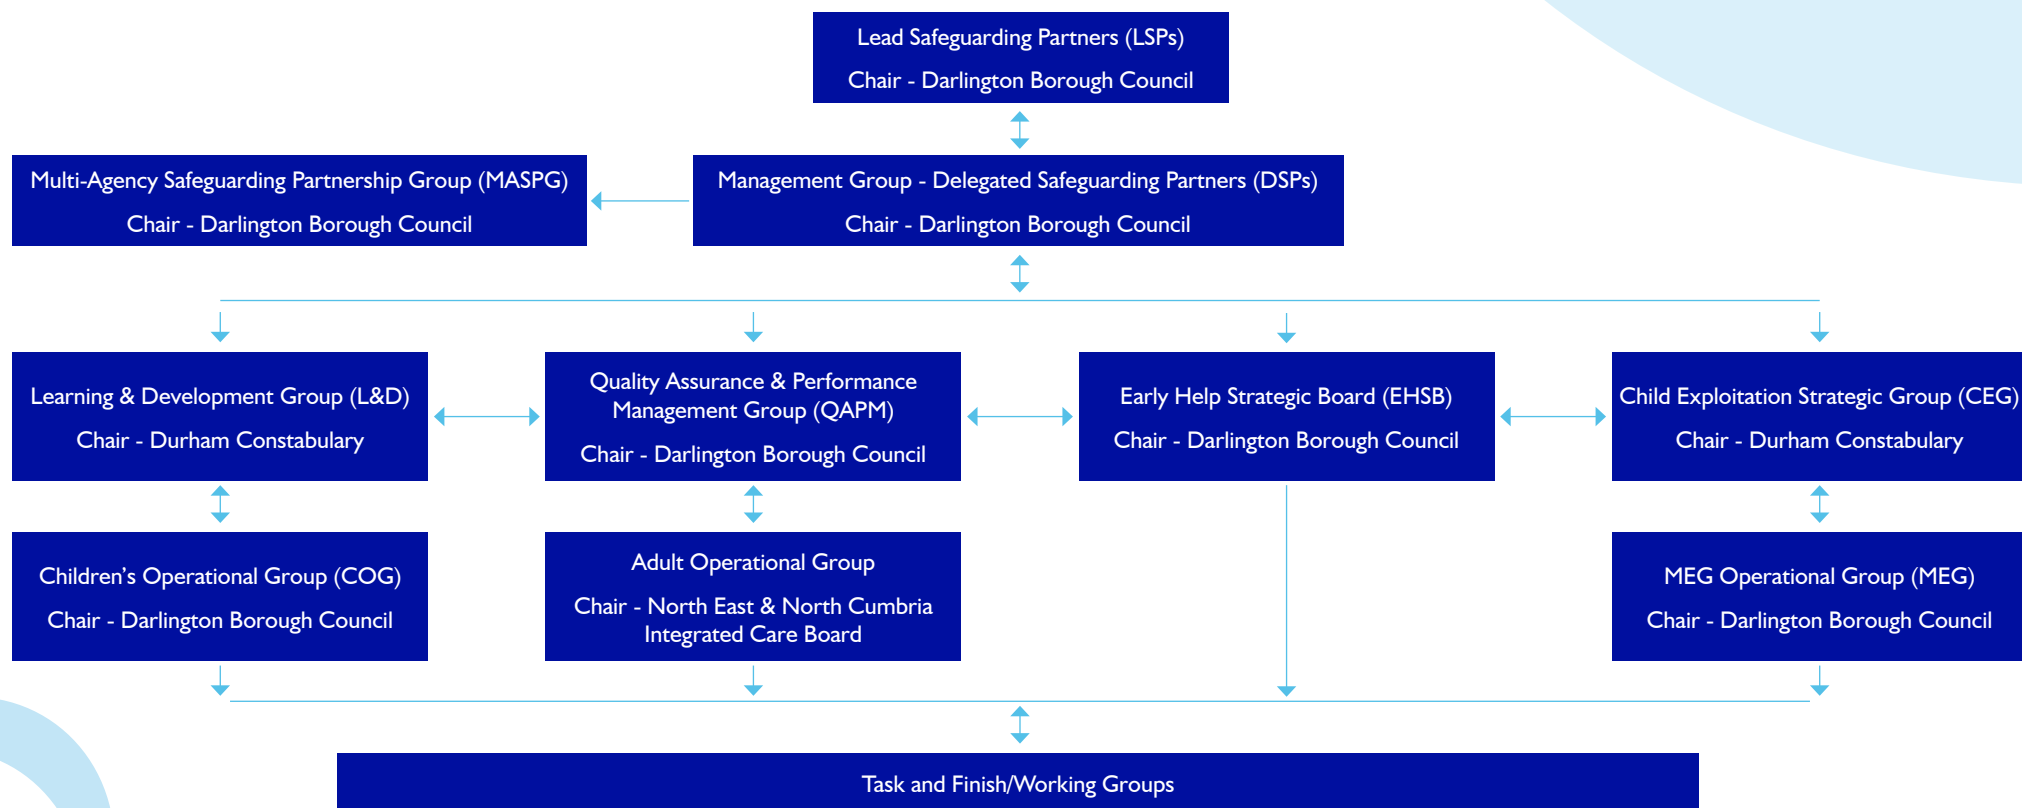 Lead Safeguarding Partners (LSPs)
Chair - Darlington Borough Council
Multi-Agency Safeguarding Partnership Group (MASPG)
Chair - Darlington Borough Council
Management Group - Delegated Safeguarding Partners (DSPs)
Chair - Darlington Borough Council
Learning & Development Group (L&D)
Chair - Durham Constabulary
Quality Assurance & Performance
Management Group (QAPM)
Chair - Darlington Borough Council
Early Help Strategic Board (EHSB)
Chair - Darlington Borough Council
Child Exploitation Strategic Group (CEG)
Chair - Durham Constabulary
Children’s Operational Group (COG)
Chair - Darlington Borough Council
Adult Operational Group
Chair - North East & North Cumbria
Integrated Care Board
MEG Operational Group (MEG)
Chair - Darlington Borough Council
Task and Finish/Working Groups